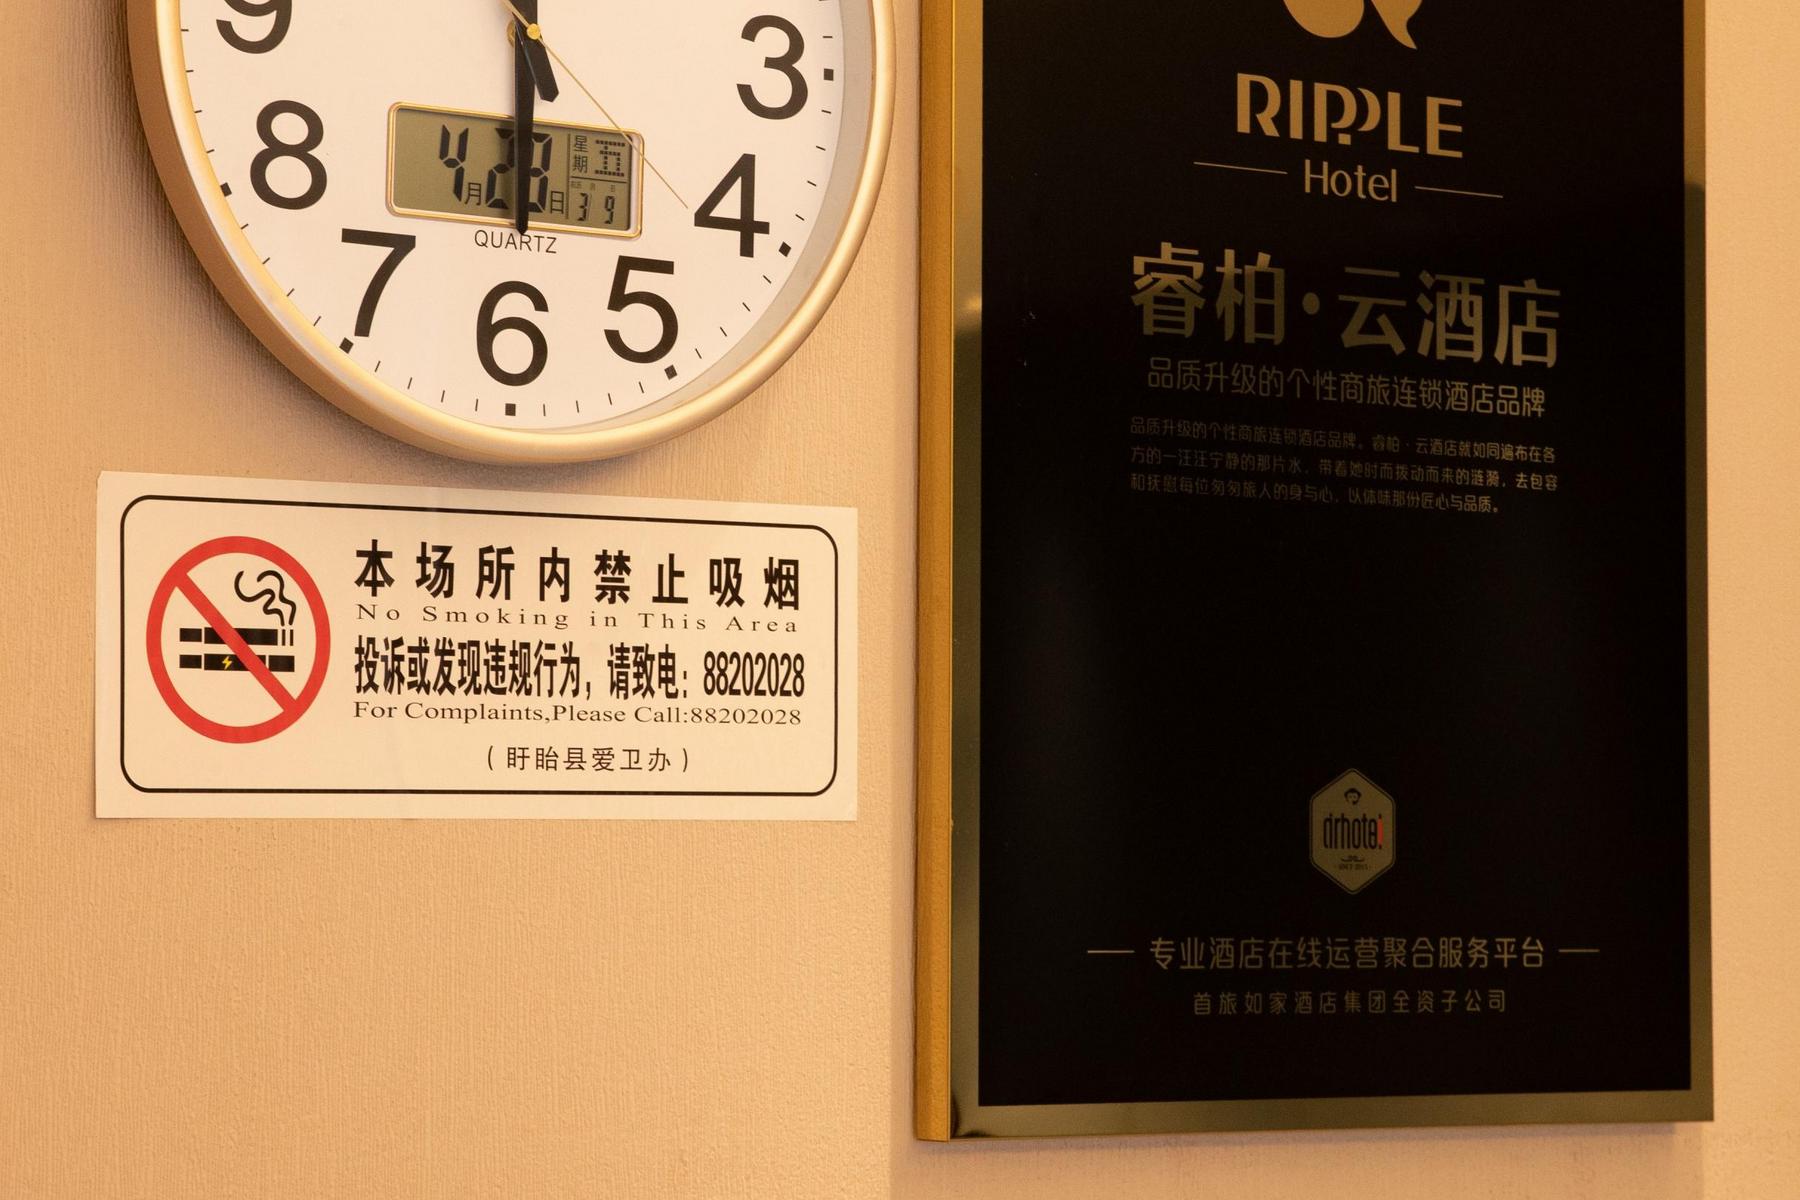 9
8
7
6
5
4
3
4月28日
星期五
农历 月 日
3 9
QUARTZ
本场所内禁止吸烟
No Smoking in This Area
投诉或发现违规行为，请致电：88202028
For Complaints,Please Call:88202028
（盱眙县爱卫办）
RIPPLE
Hotel
睿柏·云酒店
品质升级的个性商旅连锁酒店品牌
品质升级的个性商旅连锁酒店品牌。睿柏·云酒店就如同遍布在各
方的一汪汪宁静的那片水，带着她时而拨动而来的涟漪，去包容
和抚慰每位匆匆旅人的身与心，以体味那份匠心与品质。
drhotel
专业酒店在线运营聚合服务平台
首旅如家酒店集团全资子公司